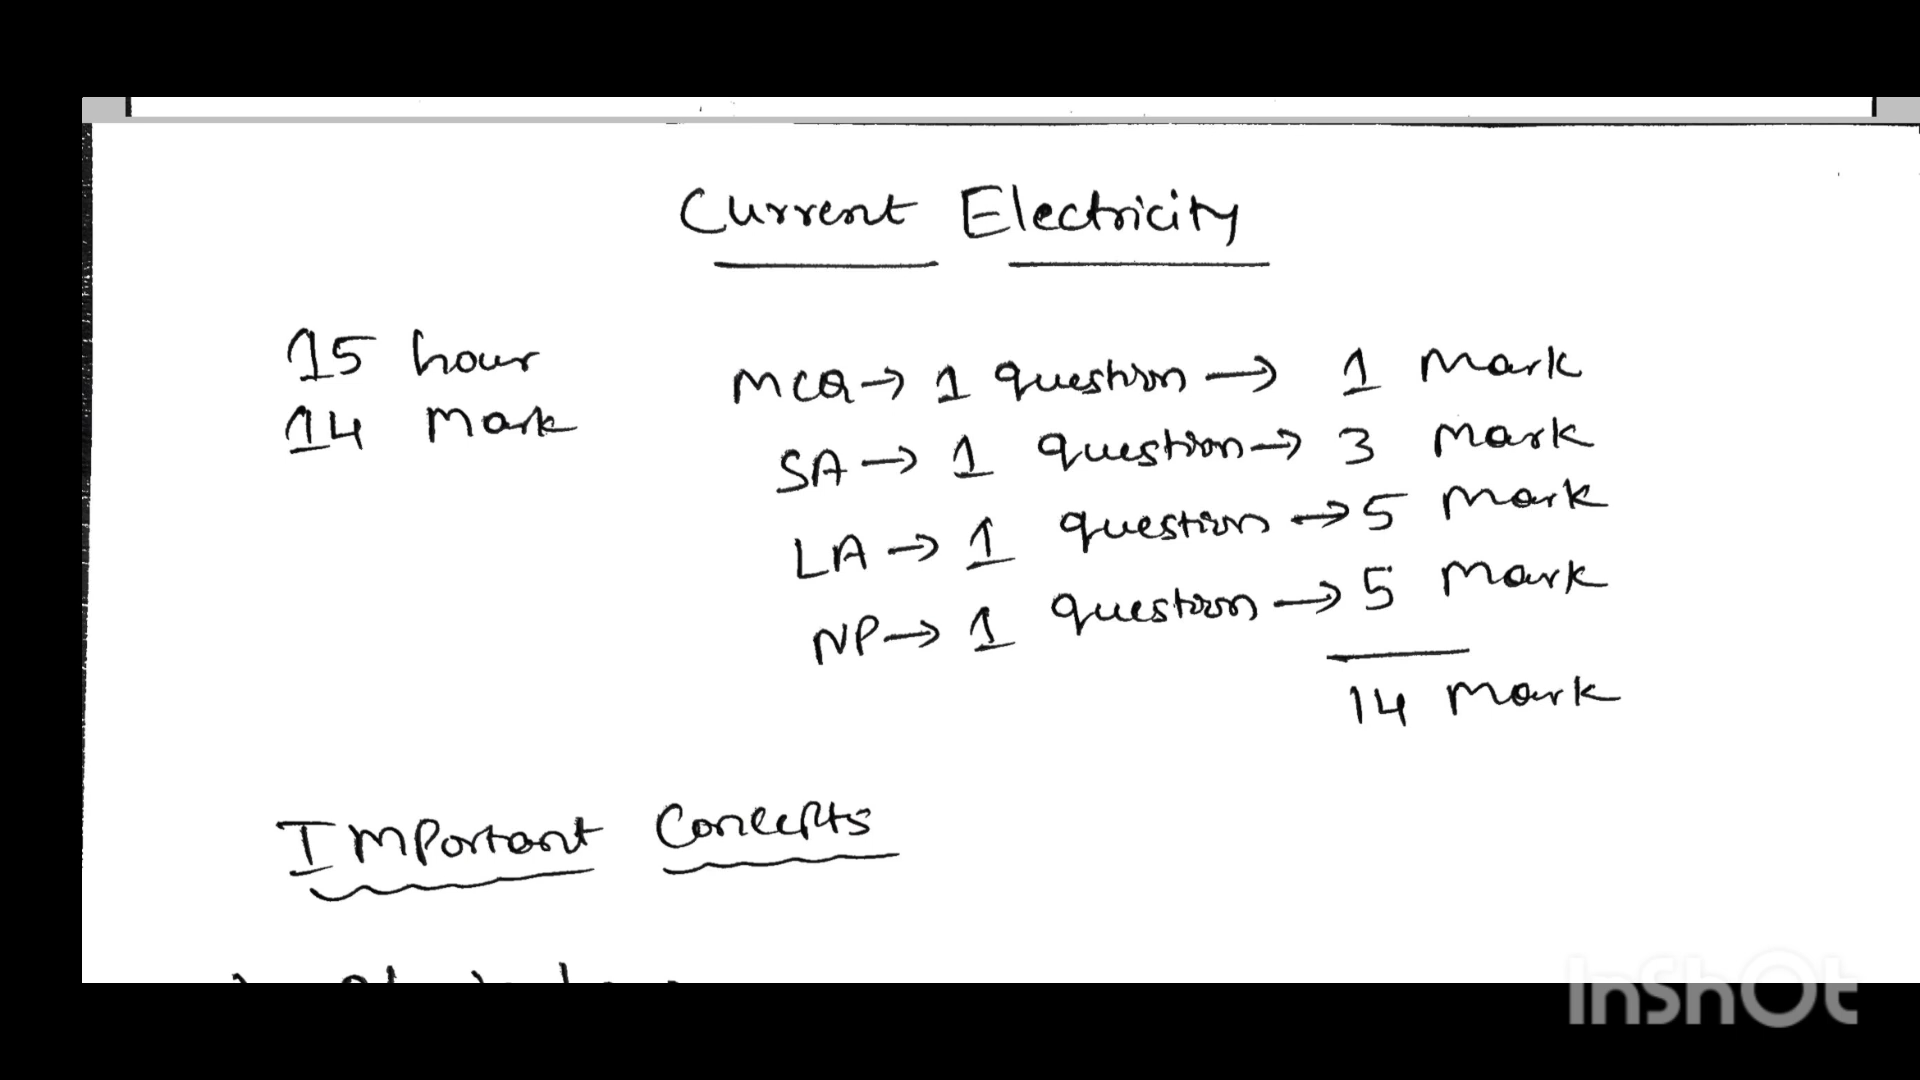 Current Electricity
15 hour
14 Mark
MCQ → 1 question → 1 Mark
SA → 1 question → 3 Mark
LA → 1 question → 5 Mark
NP → 1 question → 5 Mark
14 Mark
Important Concepts
InShOt